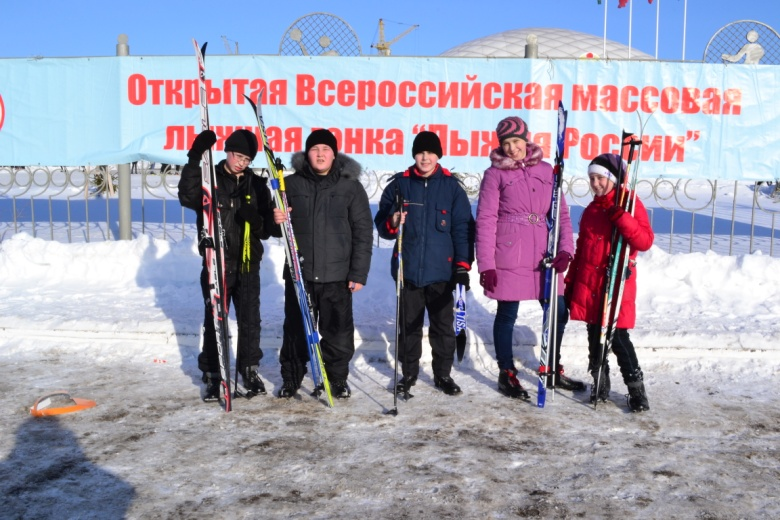 Открытая Всероссийская массовая
лыжная гонка “Лыжня России”